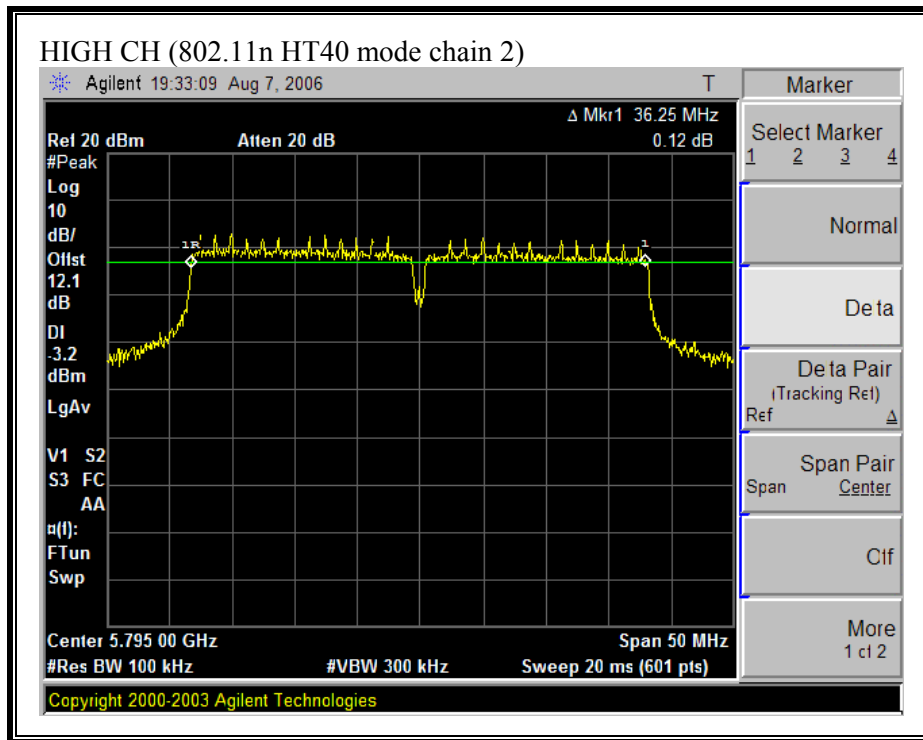 HIGH CH (802.11n HT40 mode chain 2)
Agilent 19:33:09 Aug 7, 2006 T
Δ Mkr1 36.25 MHz
Ref 20 dBm Atten 20 dB 0.12 dB
#Peak
Log
10
dB/
Offst
12.1
dB
DI
-3.2
dBm
LgAv
V1 S2
S3 FC
AA
¤(f):
FTun
Swp
1R
1
Center 5.795 00 GHz Span 50 MHz
#Res BW 100 kHz #VBW 300 kHz Sweep 20 ms (601 pts)
Copyright 2000-2003 Agilent Technologies
Marker
Select Marker
1 2 3 4
Normal
Delta
Delta Pair
(Tracking Ref)
Ref Δ
Span Pair
Span Center
Off
More
1 of 2